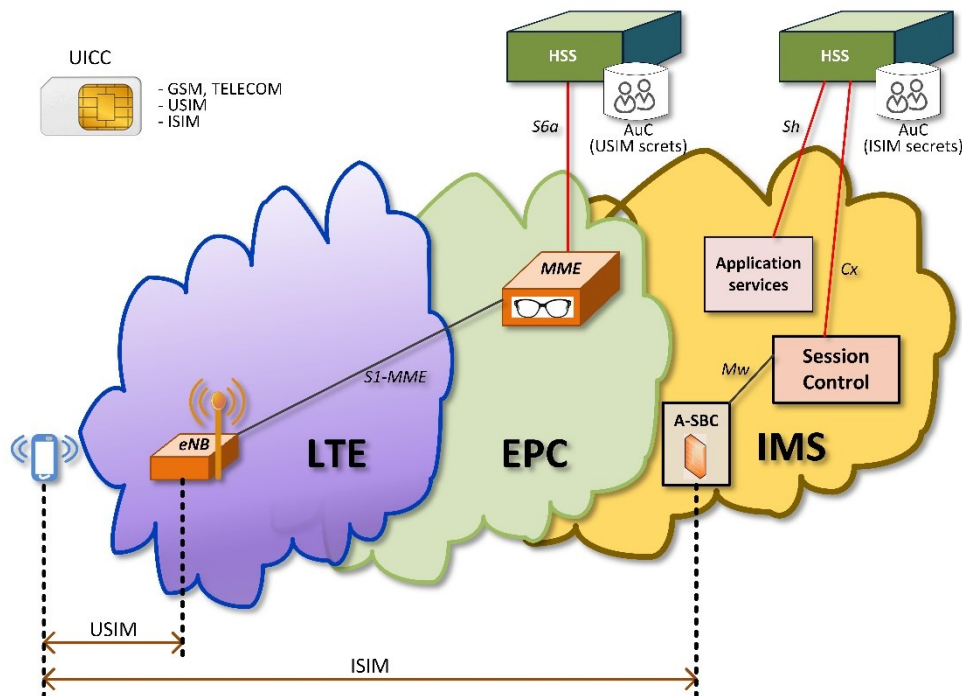 UICC
- GSM, TELECOM
- USIM
- ISIM
HSS
AuC
(USIM screts)
S6a
HSS
AuC
(ISIM secrets)
Sh
Cx
MME
Application
services
S1-MME
Mw
Session
Control
A-SBC
eNB
LTE
EPC
IMS
USIM
ISIM